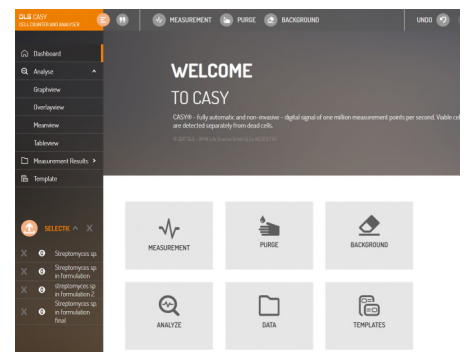 OLS CASY
CELL COUNTER AND ANALYSER
MEASUREMENT
PURGE
BACKGROUND
UNDO
Dashboard
Analyse
Graphview
Overlayview
Meanview
Tableview
Measurement Results
Template
SELECTIC
X
X
Streptomyces sp.
X
Streptomyces sp.
in formulation
X
streptomyces sp
in formulation 2
X
Streptomyces sp.
in formulation
final
WELCOME
TO CASY
CASY® - fully automatic and non-invasive - digital signal of one million measurement points per second. Viable cel
are detected separately from dead cells.
MEASUREMENT
PURGE
BACKGROUND
ANALYZE
DATA
TEMPLATES